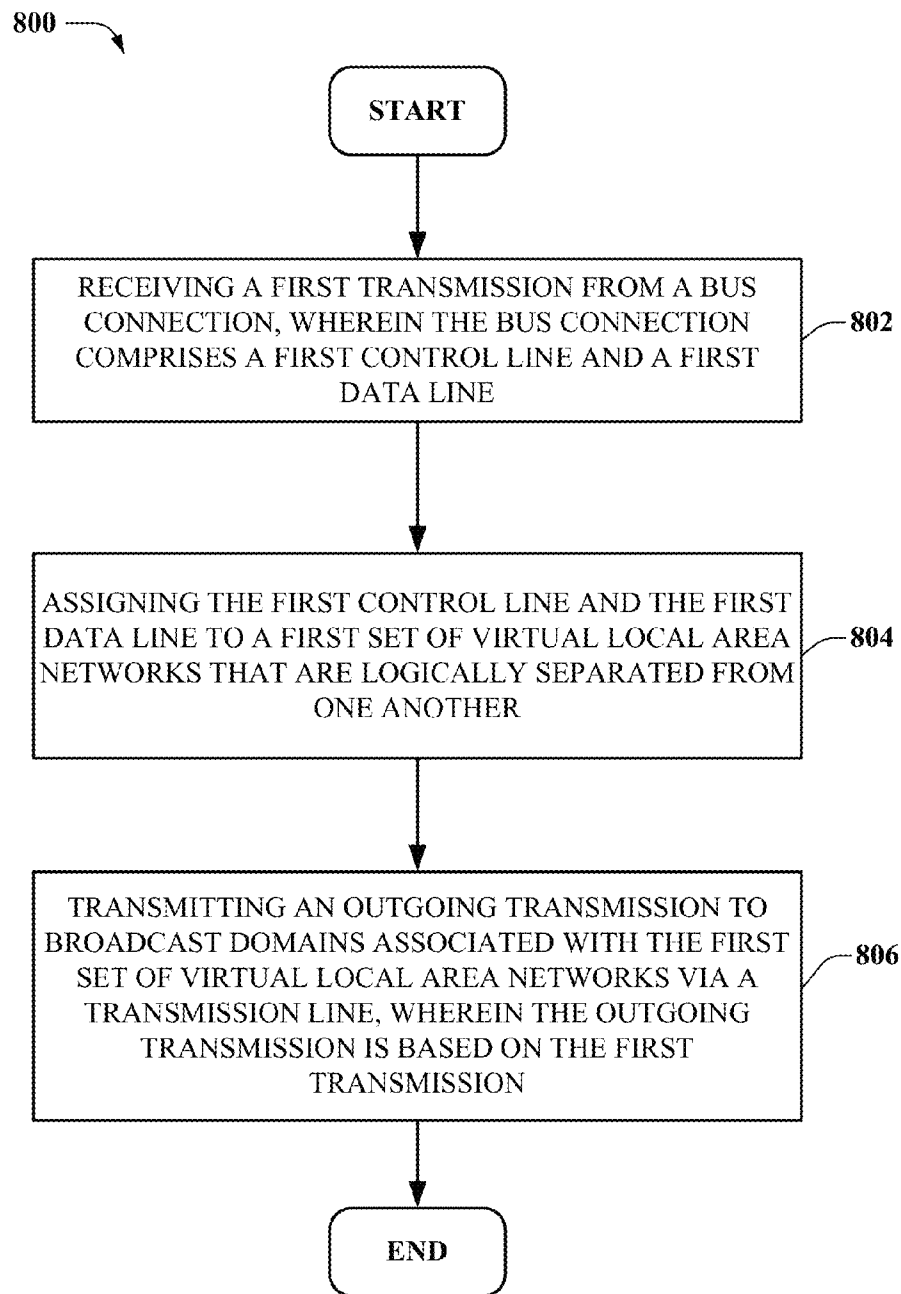 800
START
RECEIVING A FIRST TRANSMISSION FROM A BUS
CONNECTION, WHEREIN THE BUS CONNECTION
COMPRISES A FIRST CONTROL LINE AND A FIRST
DATA LINE
802
ASSIGNING THE FIRST CONTROL LINE AND THE FIRST
DATA LINE TO A FIRST SET OF VIRTUAL LOCAL AREA
NETWORKS THAT ARE LOGICALLY SEPARATED FROM
ONE ANOTHER
804
TRANSMITTING AN OUTGOING TRANSMISSION TO
BROADCAST DOMAINS ASSOCIATED WITH THE FIRST
SET OF VIRTUAL LOCAL AREA NETWORKS VIA A
TRANSMISSION LINE, WHEREIN THE OUTGOING
TRANSMISSION IS BASED ON THE FIRST
TRANSMISSION
806
END